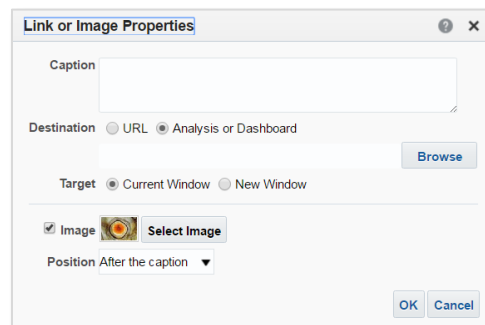 Link or Image Properties
Caption
Destination URL Analysis or Dashboard
Browse
Target Current Window New Window
Image Select Image
Position After the caption
OK Cancel